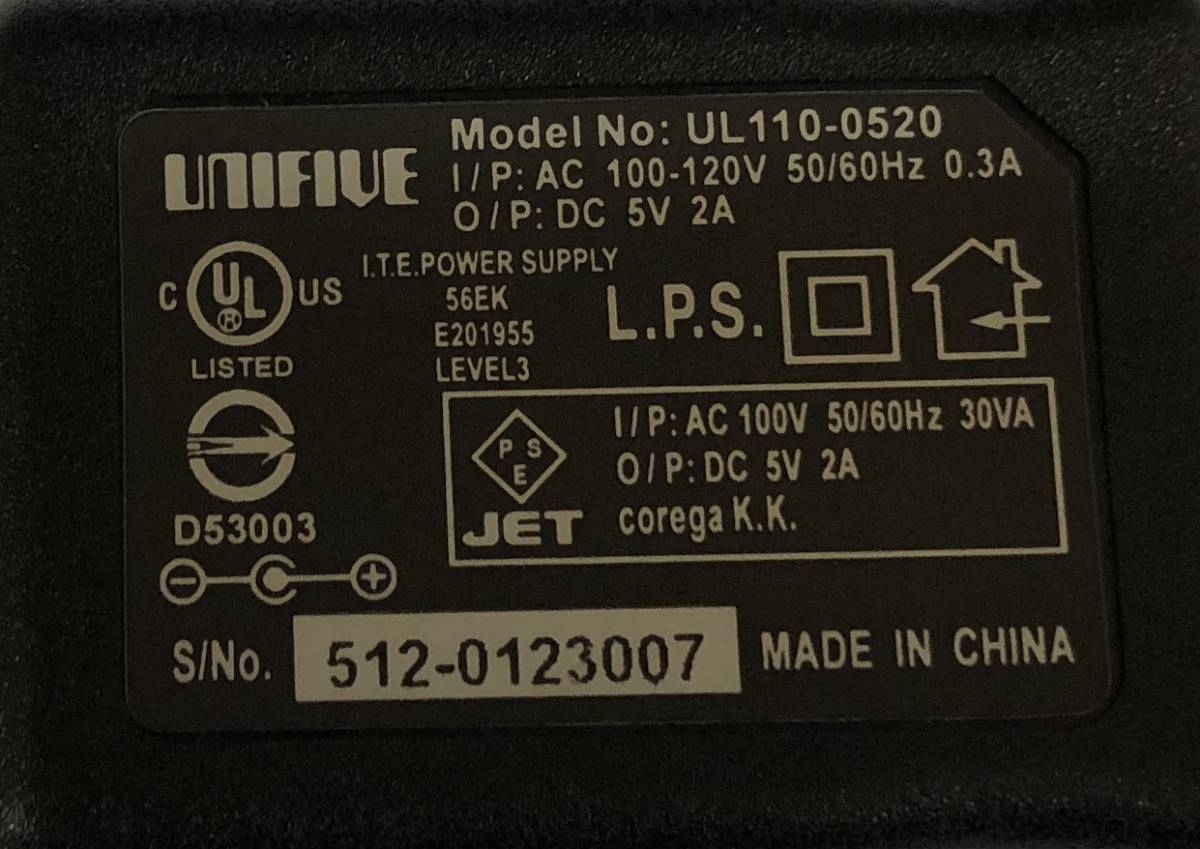 UNIFIVE
Model No: UL110-0520
I/P: AC 100-120V 50/60Hz 0.3A
O/P: DC 5V 2A
C UL ® US
LISTED
I.T.E.POWER SUPPLY
56EK
E201955
LEVEL3
L.P.S.
D53003
P S
E
JET
I/P: AC 100V 50/60Hz 30VA
O/P: DC 5V 2A
corega K.K.
S/No. 512-0123007 MADE IN CHINA